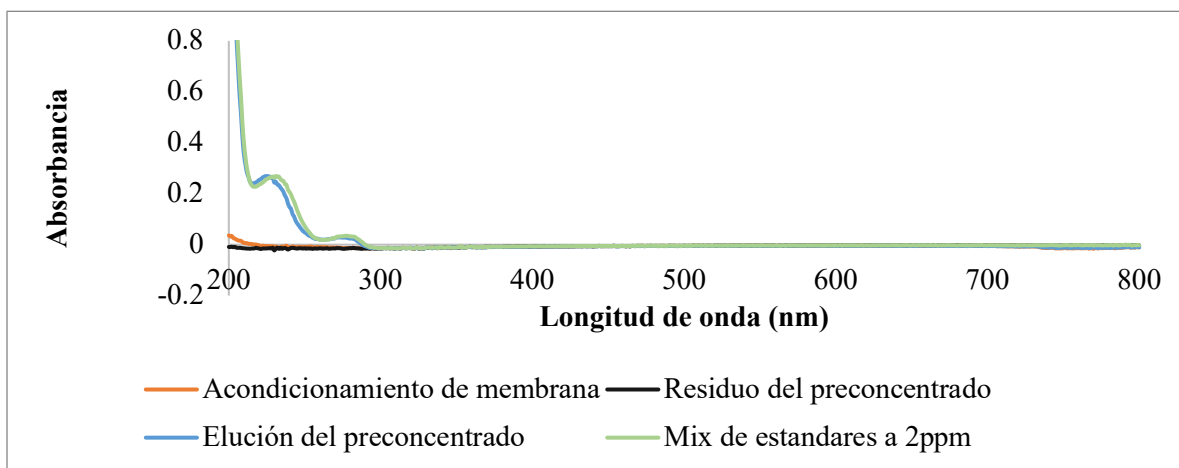 0.8
0.6
0.4
0.2
0
-0.2
Absorbancia
200 300 400 500 600 700 800
Longitud de onda (nm)
Acondicionamiento de membrana Residuo del preconcentrado
Elución del preconcentrado Mix de estandares a 2ppm